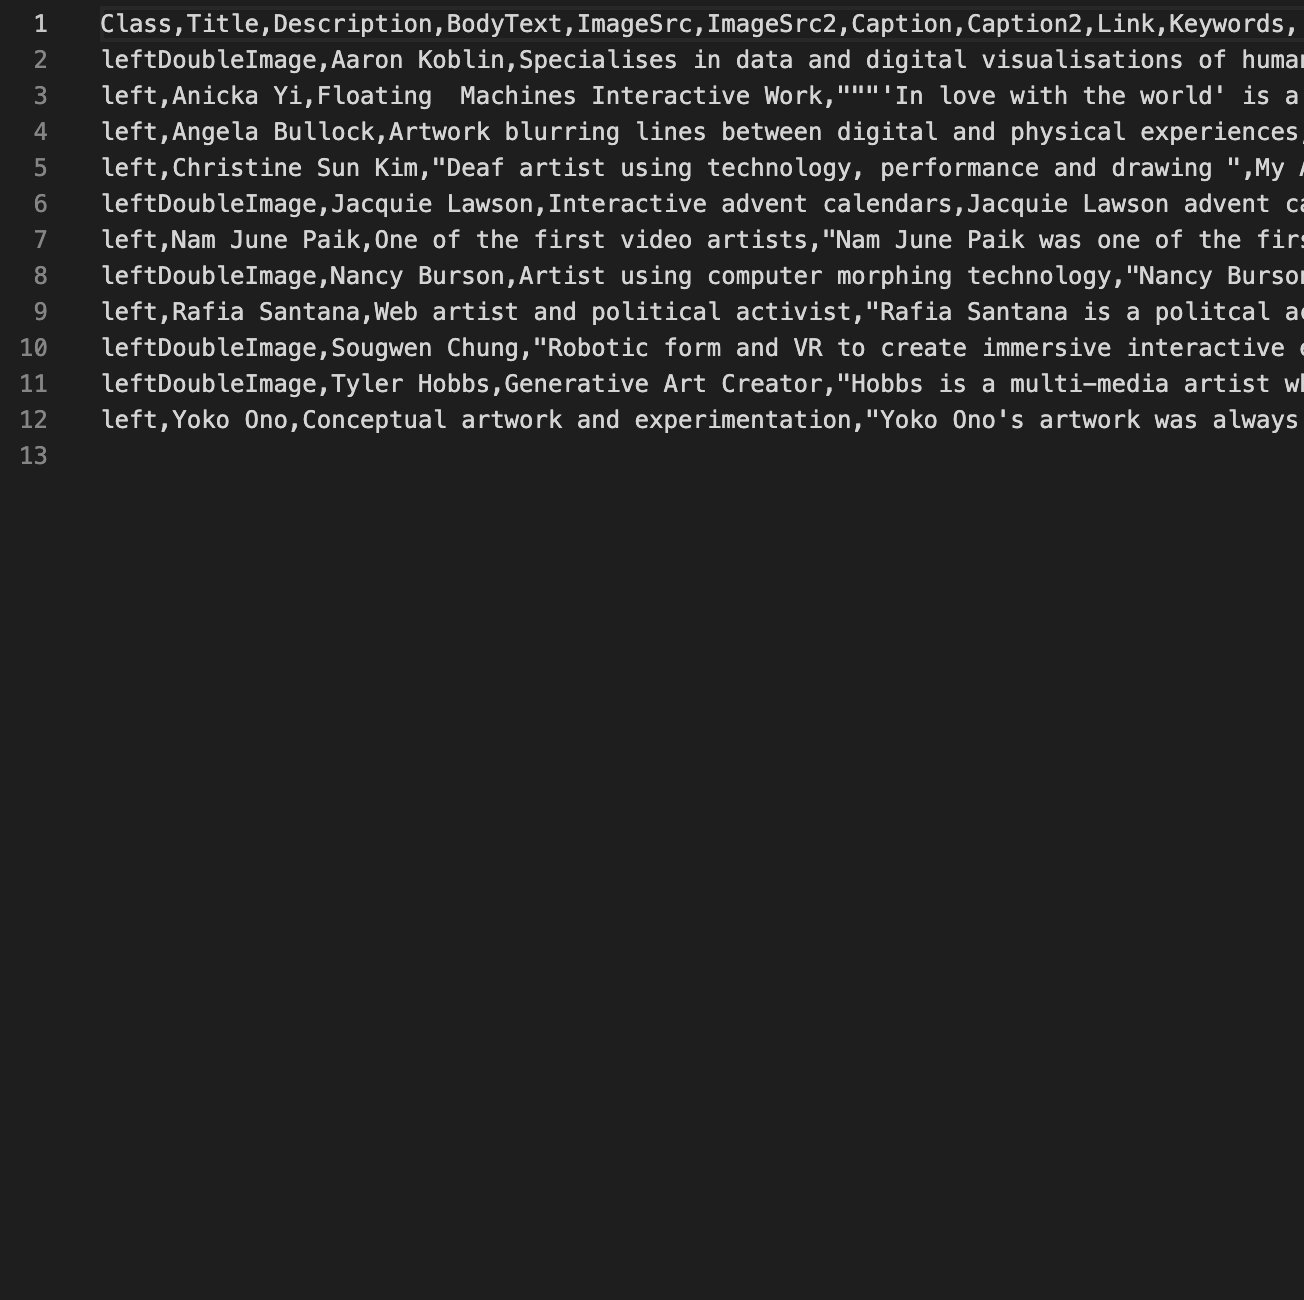 1 Class,Title,Description,BodyText,ImageSrc,ImageSrc2,Caption,Caption2,Link,Keywords,
2 leftDoubleImage,Aaron Koblin,Specialises in data and digital visualisations of human
3 left,Anicka Yi,Floating  Machines Interactive Work,"""'In love with the world' is a
4 left,Angela Bullock,Artwork blurring lines between digital and physical experiences,
5 left,Christine Sun Kim,"Deaf artist using technology, performance and drawing ",My
6 leftDoubleImage,Jacquie Lawson,Interactive advent calendars,Jacquie Lawson advent ca
7 left,Nam June Paik,One of the first video artists,"Nam June Paik was one of the firs
8 leftDoubleImage,Nancy Burson,Artist using computer morphing technology,"Nancy Burson
9 left,Rafia Santana,Web artist and political activist,"Rafia Santana is a politcal ac
10 leftDoubleImage,Sougwen Chung,"Robotic form and VR to create immersive interactive
11 leftDoubleImage,Tyler Hobbs,Generative Art Creator,"Hobbs is a multi-media artist wh
12 left,Yoko Ono,Conceptual artwork and experimentation,"Yoko Ono's artwork was always
13